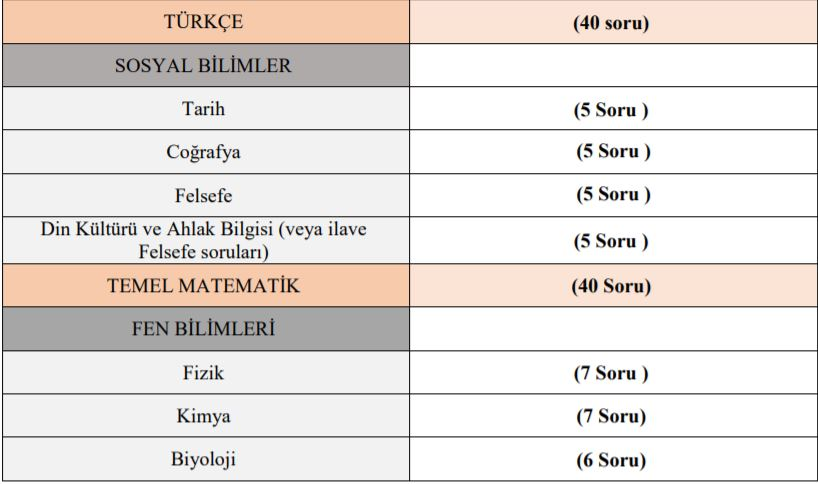 TÜRKÇE (40 soru)
SOSYAL BİLİMLER
Tarih (5 Soru )
Coğrafya (5 Soru )
Felsefe (5 Soru )
Din Kültürü ve Ahlak Bilgisi (veya ilave
Felsefe soruları) (5 Soru )
TEMEL MATEMATİK (40 Soru)
FEN BİLİMLERİ
Fizik (7 Soru )
Kimya (7 Soru)
Biyoloji (6 Soru)